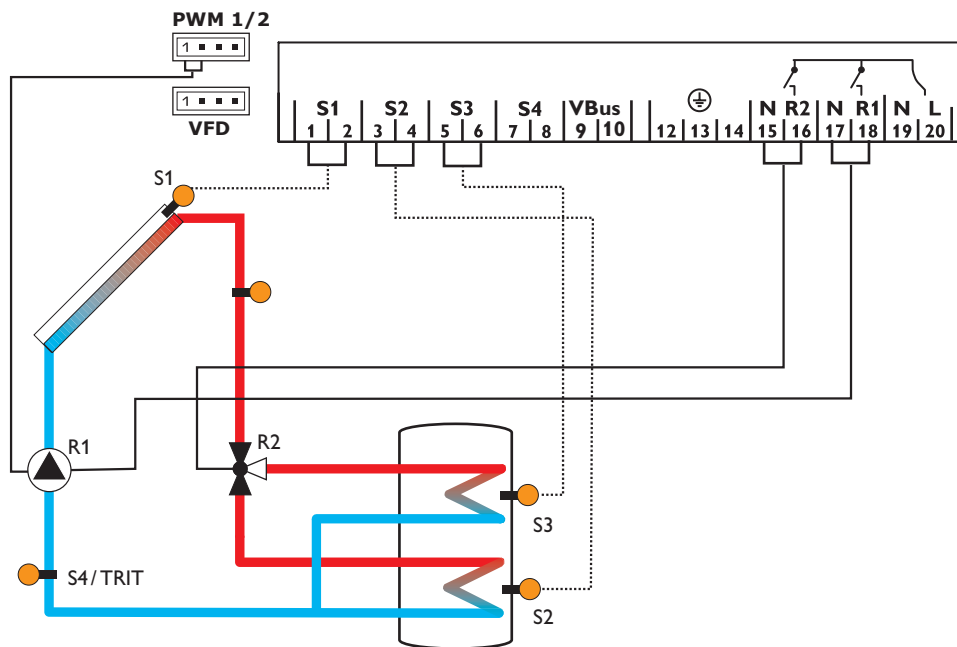 PWM 1/2
1
1
VFD
S1 S2 S3 S4 VBus N R2 N R1 N L
1 2 3 4 5 6 7 8 9 10 12 13 14 15 16 17 18 19 20
S1
R1
R2
S3
S4/TRIT
S2